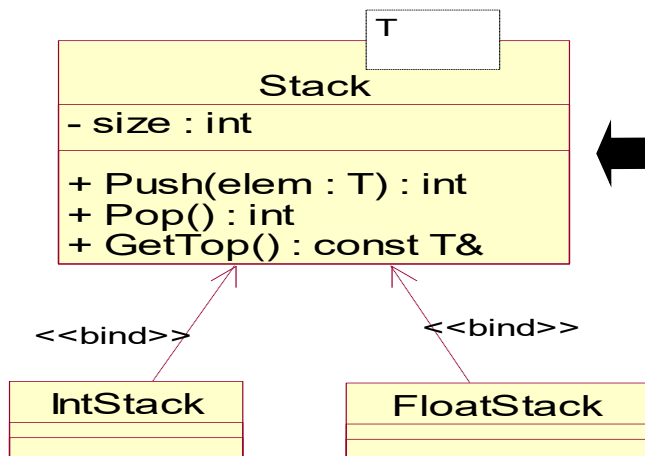 T
Stack
- size : int
+ Push(elem : T) : int
+ Pop() : int
+ GetTop() : const T&
<<bind>>
<<bind>>
IntStack
FloatStack